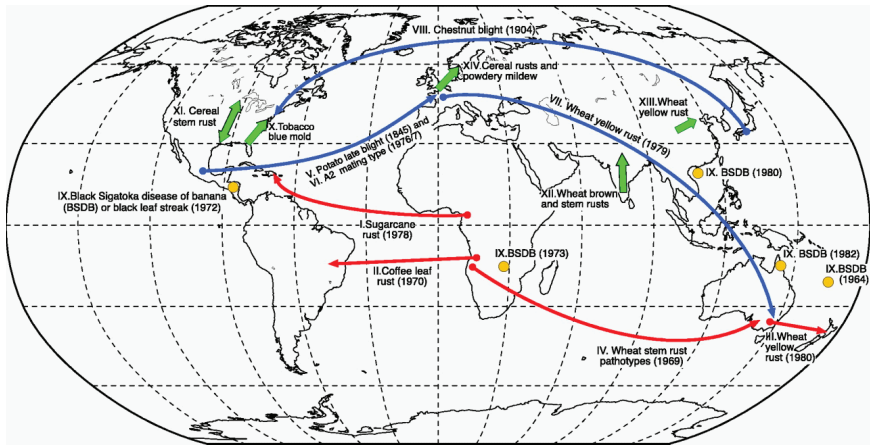 VIII. Chestnut blight (1904)
XIV.Cereal rusts and
powdery mildew
XI. Cereal
stem rust
X.Tobacco
blue mold
VII. Wheat yellow rust (1979)
XIII.Wheat
yellow rust
V. Potato late blight (1845) and
VI. A2 mating type (1976/7)
IX.Black Sigatoka disease of banana
(BSDB) or black leaf streak (1972)
XII.Wheat brown
and stem rusts
IX. BSDB (1980)
I.Sugarcane
rust (1978)
II.Coffee leaf
rust (1970)
IX.BSDB (1973)
IX. BSDB (1982)
IX.BSDB
(1964)
IV. Wheat stem rust
pathotypes (1969)
III.Wheat
yellow
rust (1980)